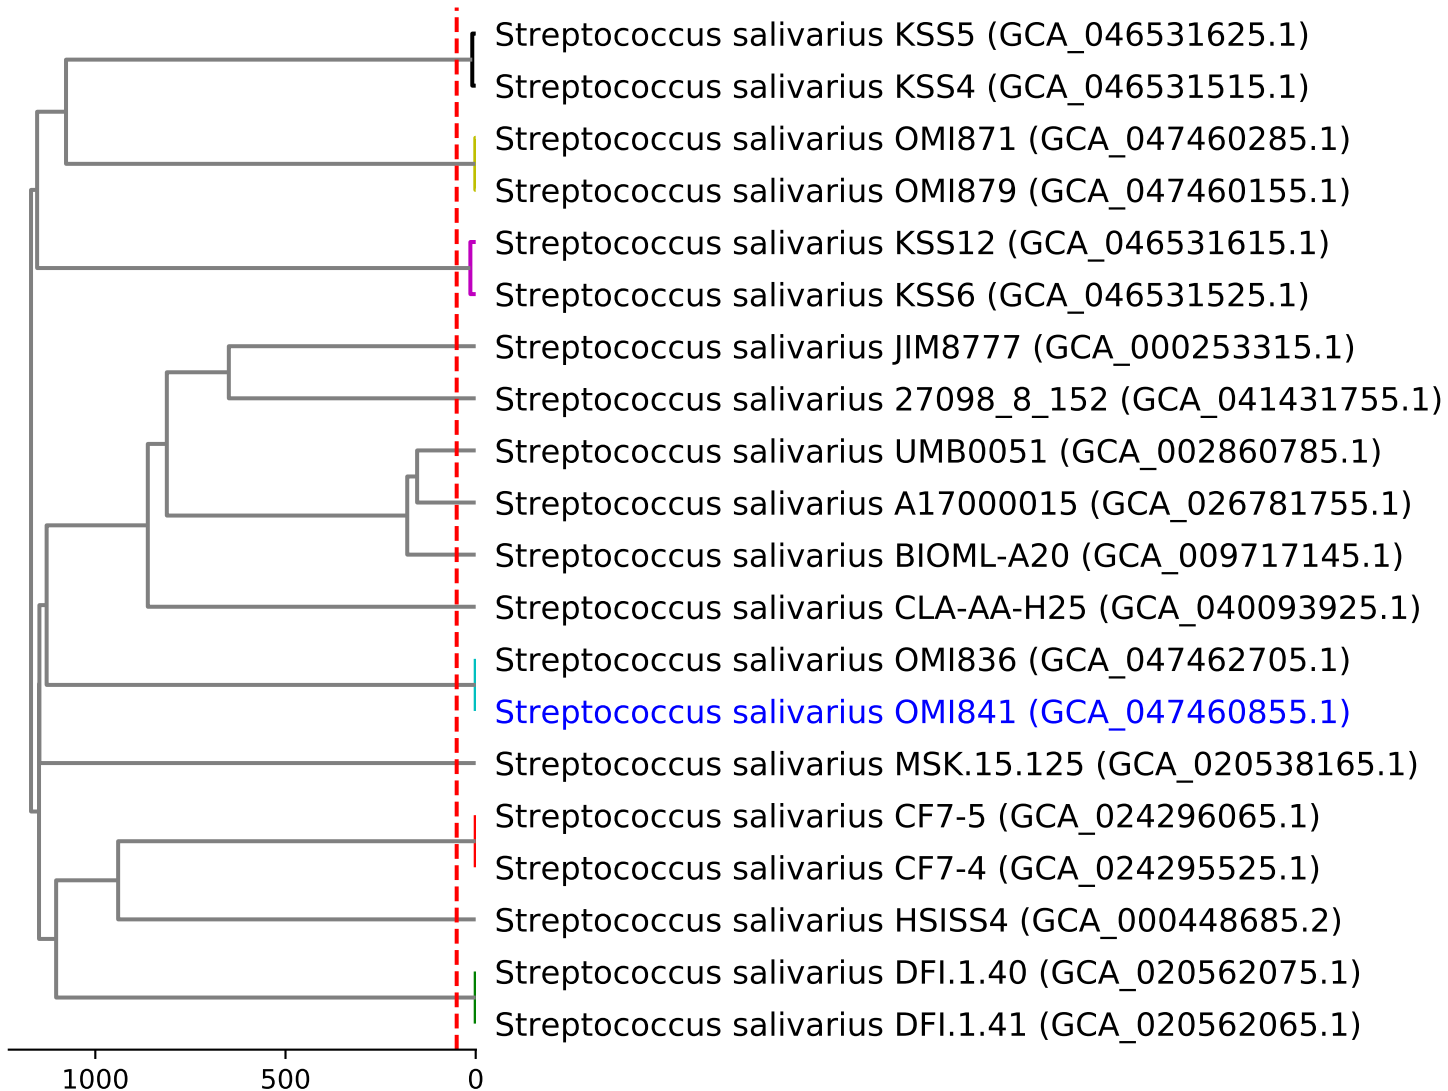 Streptococcus salivarius KSS5 (GCA_046531625.1)
Streptococcus salivarius KSS4 (GCA_046531515.1)
Streptococcus salivarius OMI871 (GCA_047460285.1)
Streptococcus salivarius OMI879 (GCA_047460155.1)
Streptococcus salivarius KSS12 (GCA_046531615.1)
Streptococcus salivarius KSS6 (GCA_046531525.1)
Streptococcus salivarius JIM8777 (GCA_000253315.1)
Streptococcus salivarius 27098_8_152 (GCA_041431755.1)
Streptococcus salivarius UMB0051 (GCA_002860785.1)
Streptococcus salivarius A17000015 (GCA_026781755.1)
Streptococcus salivarius BIOML-A20 (GCA_009717145.1)
Streptococcus salivarius CLA-AA-H25 (GCA_040093925.1)
Streptococcus salivarius OMI836 (GCA_047462705.1)
Streptococcus salivarius OMI841 (GCA_047460855.1)
Streptococcus salivarius MSK.15.125 (GCA_020538165.1)
Streptococcus salivarius CF7-5 (GCA_024296065.1)
Streptococcus salivarius CF7-4 (GCA_024295525.1)
Streptococcus salivarius HSISS4 (GCA_000448685.2)
Streptococcus salivarius DFI.1.40 (GCA_020562075.1)
Streptococcus salivarius DFI.1.41 (GCA_020562065.1)
1000 500 0